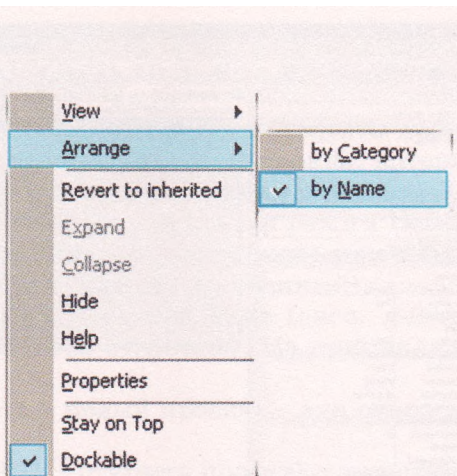 View
Arrange
by Category
Revert to inherited
by Name
Expand
Collapse
Hide
Help
Properties
Stay on Top
Dockable